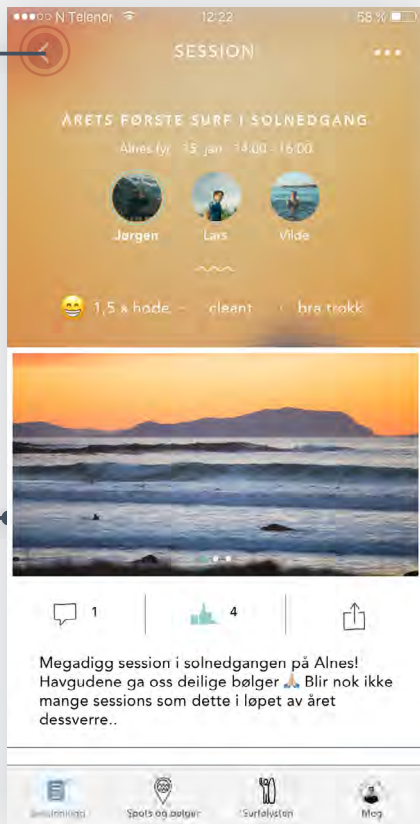 N Telenor 12:22 58 %
SESSION
ÅRETS FØRSTE SURF I SOLNEDGANG
Alnes fyr 15. jan 14:00 - 16:00
Jørgen Lars Vilde
1,5 x hode - cleant bra trøkk
1 4
Megadigg session i solnedgangen på Alnes!
Havgudene ga oss deilige bølger 🙏 Blir nok ikke
mange sessions som dette i løpet av året
dessverre..
Spots og bølger Surfelysten Meg